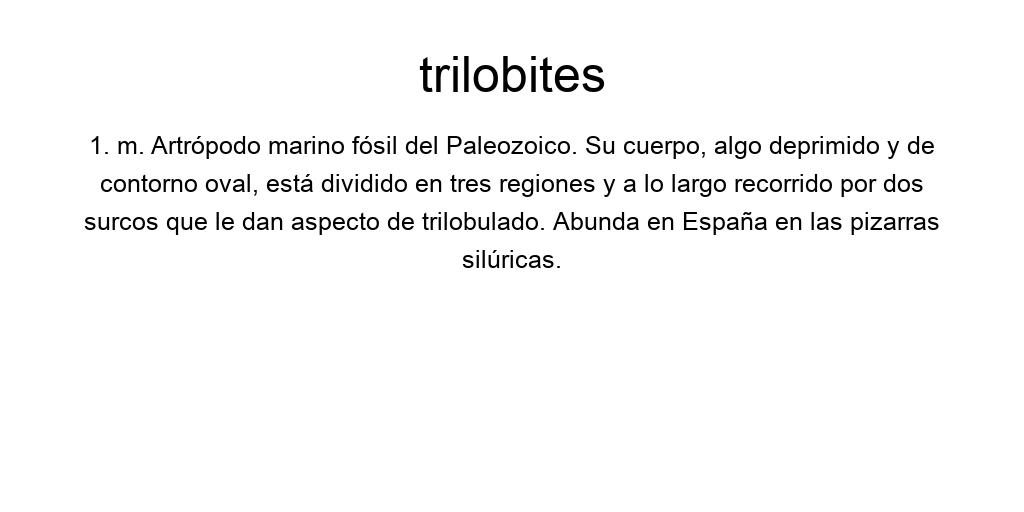 trilobites
1. m. Artrópodo marino fósil del Paleozoico. Su cuerpo, algo deprimido y de
contorno oval, está dividido en tres regiones y a lo largo recorrido por dos
surcos que le dan aspecto de trilobulado. Abunda en España en las pizarras
silúricas.